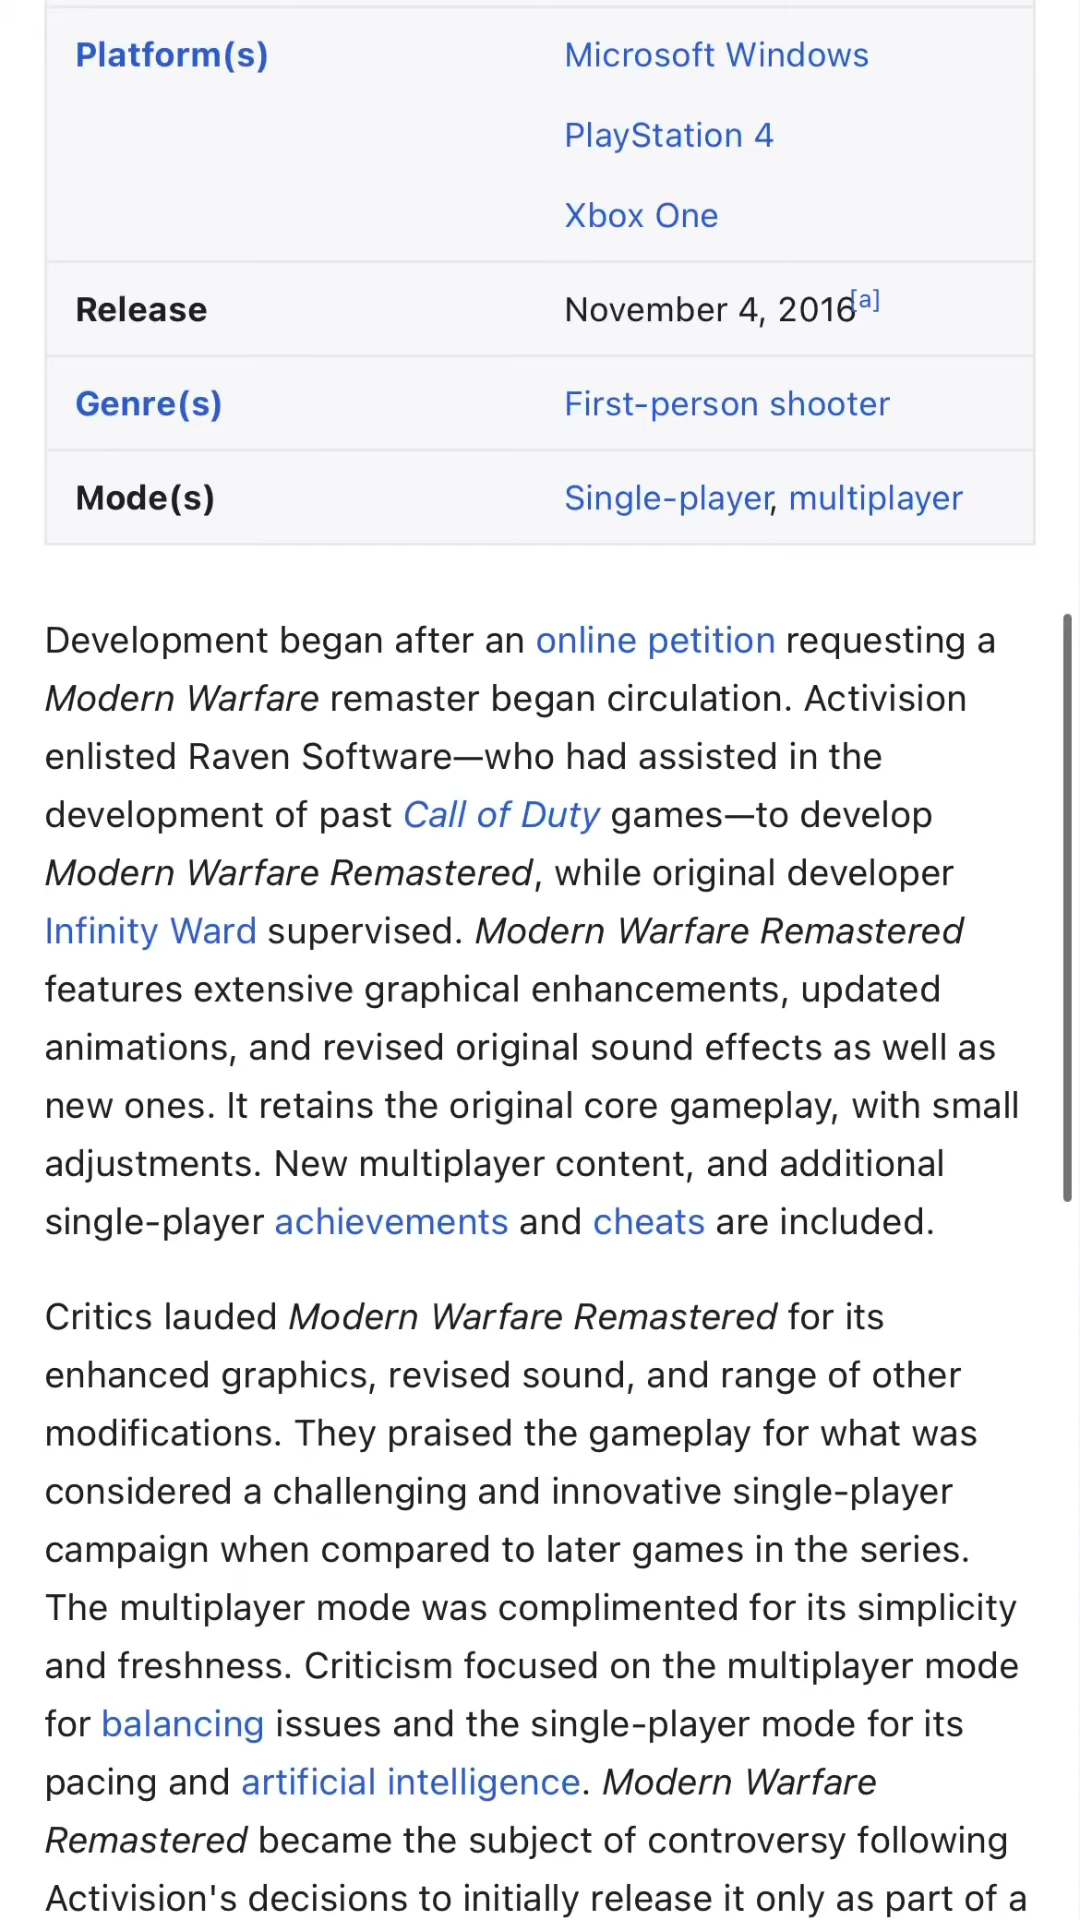 Platform(s) Microsoft Windows
PlayStation 4
Xbox One
Release November 4, 2016[a]
Genre(s) First-person shooter
Mode(s) Single-player, multiplayer
Development began after an online petition requesting a
Modern Warfare remaster began circulation. Activision
enlisted Raven Software—who had assisted in the
development of past Call of Duty games—to develop
Modern Warfare Remastered, while original developer
Infinity Ward supervised. Modern Warfare Remastered
features extensive graphical enhancements, updated
animations, and revised original sound effects as well as
new ones. It retains the original core gameplay, with small
adjustments. New multiplayer content, and additional
single-player achievements and cheats are included.
Critics lauded Modern Warfare Remastered for its
enhanced graphics, revised sound, and range of other
modifications. They praised the gameplay for what was
considered a challenging and innovative single-player
campaign when compared to later games in the series.
The multiplayer mode was complimented for its simplicity
and freshness. Criticism focused on the multiplayer mode
for balancing issues and the single-player mode for its
pacing and artificial intelligence. Modern Warfare
Remastered became the subject of controversy following
Activision's decisions to initially release it only as part of a